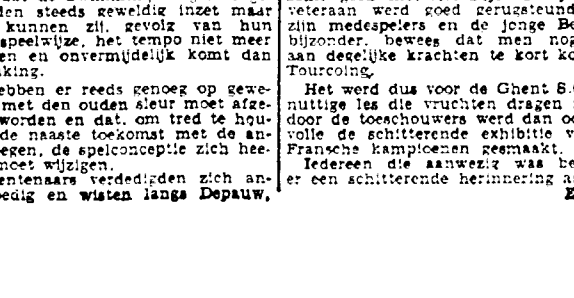 den steeds geweldig inzet maar
kunnen zij, gevolg van hun
speelwijze, het tempo niet meer
en en onvermijdelijk komt dan
king.
ebben er reeds genoeg op gewe-
met den ouden sleur moet afge-
worden en dat, om tred te hou-
de naaste toekomst met de an-
egen, de spelconceptie zich hee-
moet wijzigen.
entenaars verdedigden zich an-
edig en wisten langs Depauw,
veteraan werd goed gerugsteund
zijn medespelers en de jonge Be
bijzonder, bewees dat men nog
aan degelijke krachten te kort ko
Tourcoing.
Het werd dus voor de Ghent S.
nuttige les die vruchten dragen
door de toeschouwers werd dan oo
volle de schitterende exhibitie v
Fransche kampioenen gesmaakt.
Iedereen die aanwezig was be
er een schitterende herinnering a